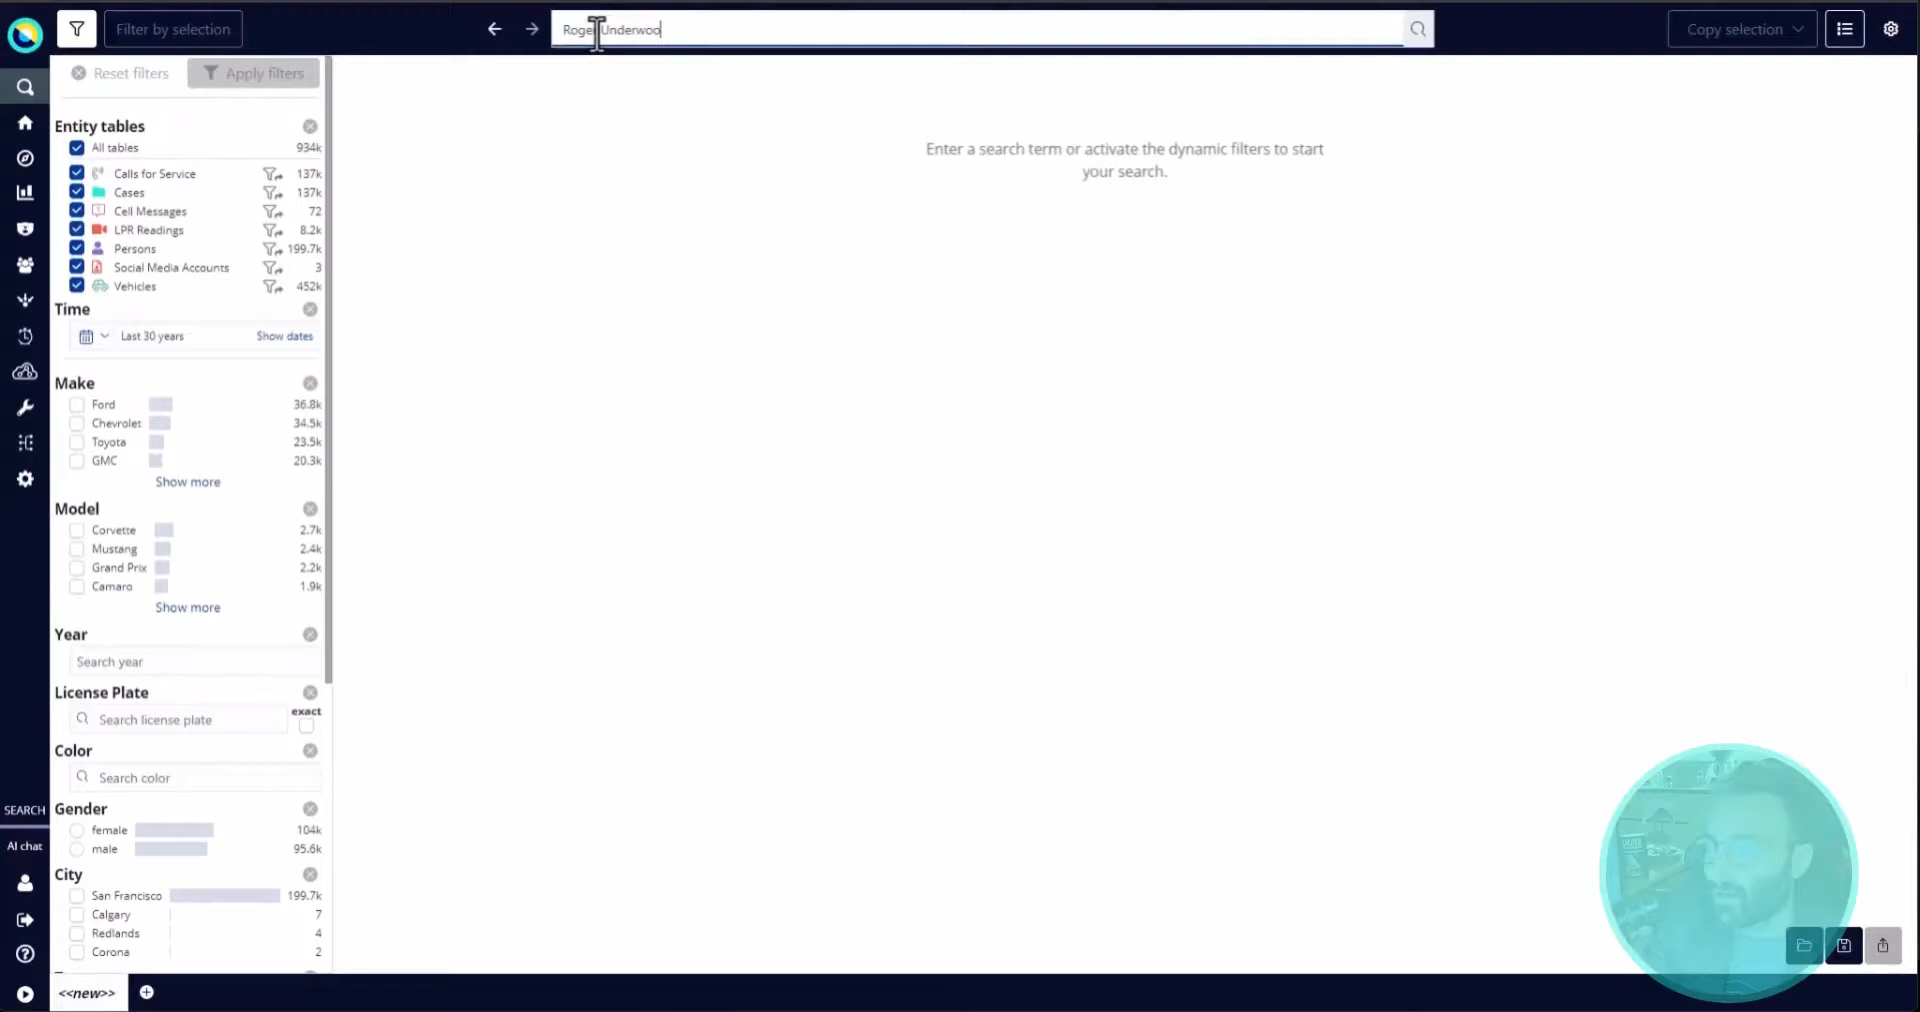 Filter by selection
Roger Underwoo
Copy selection
Reset filters
Apply filters
Entity tables
All tables 934k
Calls for Service 137k
Cases 137k
Cell Messages 72
LPR Readings 8.2k
Persons 199.7k
Social Media Accounts 3
Vehicles 452k
Time
Last 30 years Show dates
Make
Ford 36.8k
Chevrolet 34.5k
Toyota 23.5k
GMC 20.3k
Show more
Model
Corvette 2.7k
Mustang 2.4k
Grand Prix 2.2k
Camaro 1.9k
Show more
Year
Search year
License Plate
exact
Search license plate
Color
Search color
Gender
female 104k
male 95.6k
City
San Francisco 199.7k
Calgary 7
Redlands 4
Corona 2
SEARCH
AI chat
<<new>>
Enter a search term or activate the dynamic filters to start
your search.